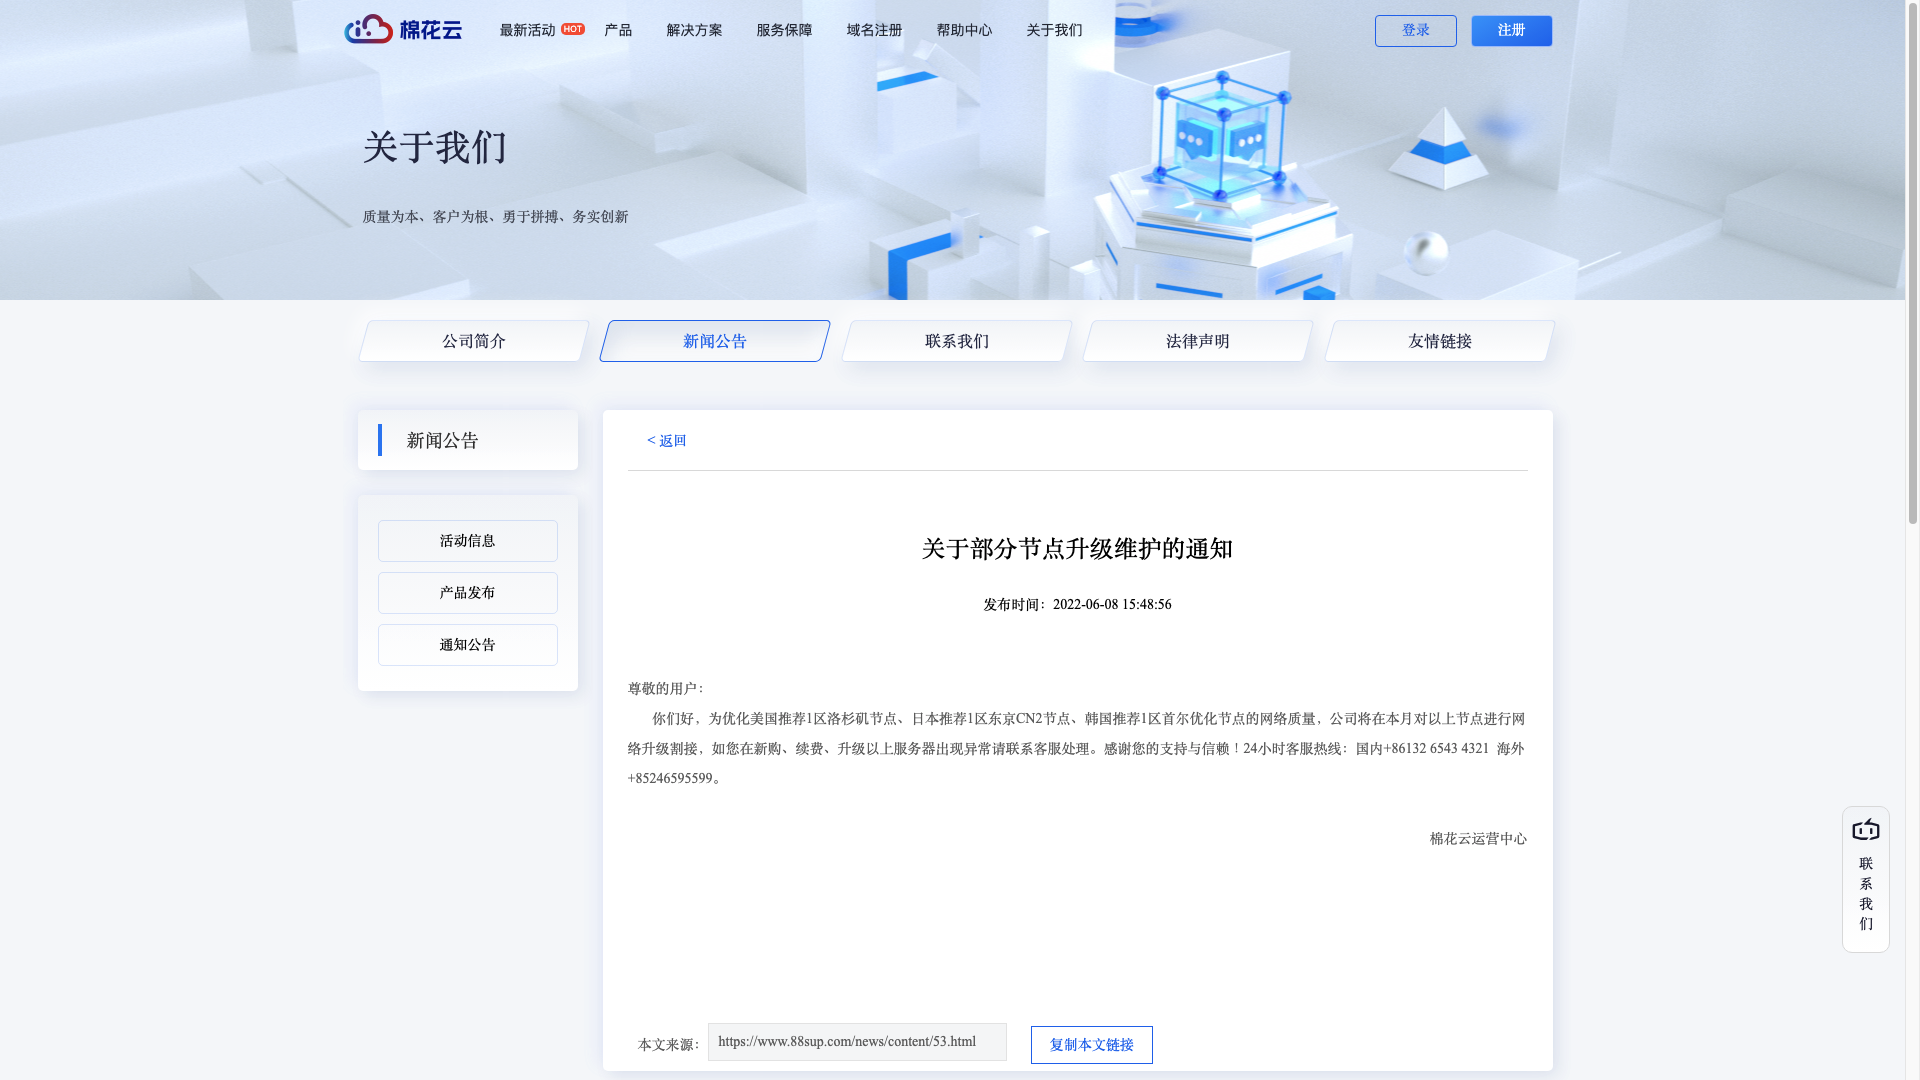 棉花云
最新活动 HOT 产品 解决方案 服务保障 域名注册 帮助中心 关于我们 登录 注册
关于我们
质量为本、客户为根、勇于拼搏、务实创新
公司简介 新闻公告 联系我们 法律声明 友情链接
新闻公告
活动信息
产品发布
通知公告
< 返回
关于部分节点升级维护的通知
发布时间：2022-06-08 15:48:56
尊敬的用户：
你们好，为优化美国推荐1区洛杉矶节点、日本推荐1区东京CN2节点、韩国推荐1区首尔优化节点的网络质量，公司将在本月对以上节点进行网
络升级割接，如您在新购、续费、升级以上服务器出现异常请联系客服处理。感谢您的支持与信赖！24小时客服热线：国内+86132 6543 4321 海外
+85246595599。
棉花云运营中心
本文来源： https://www.88sup.com/news/content/53.html 复制本文链接
联
系
我
们